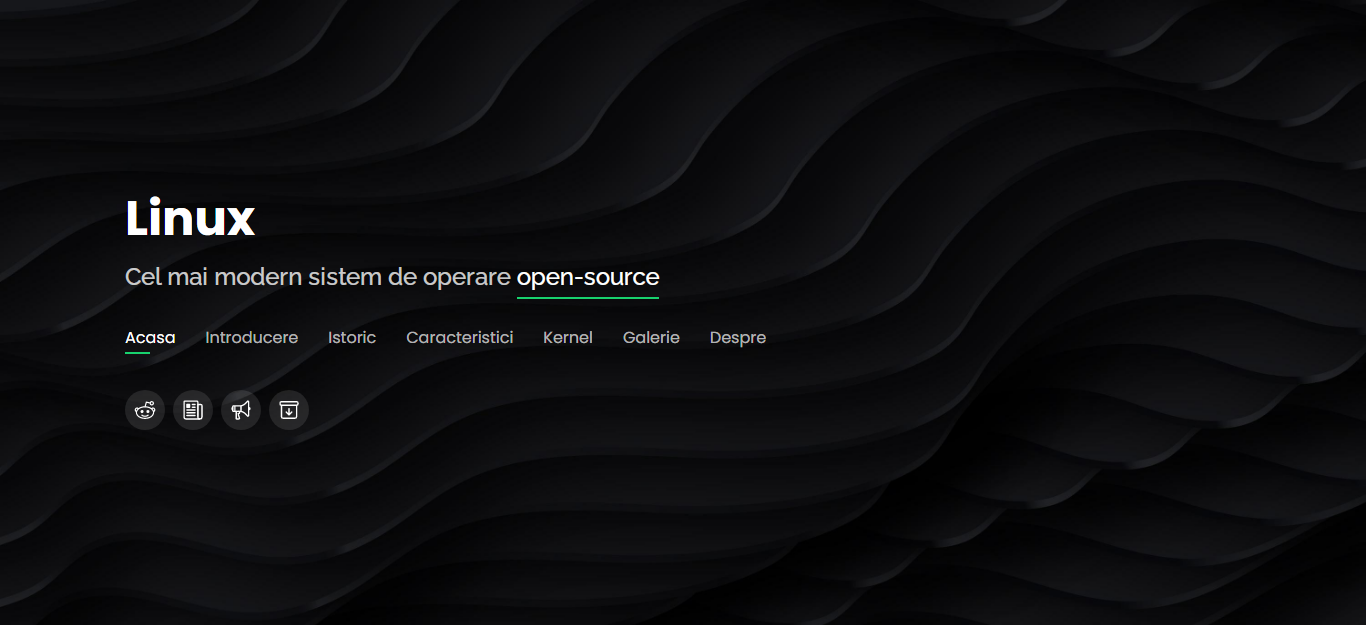 Linux
Cel mai modern sistem de operare open-source
Acasa Introducere Istoric Caracteristici Kernel Galerie Despre